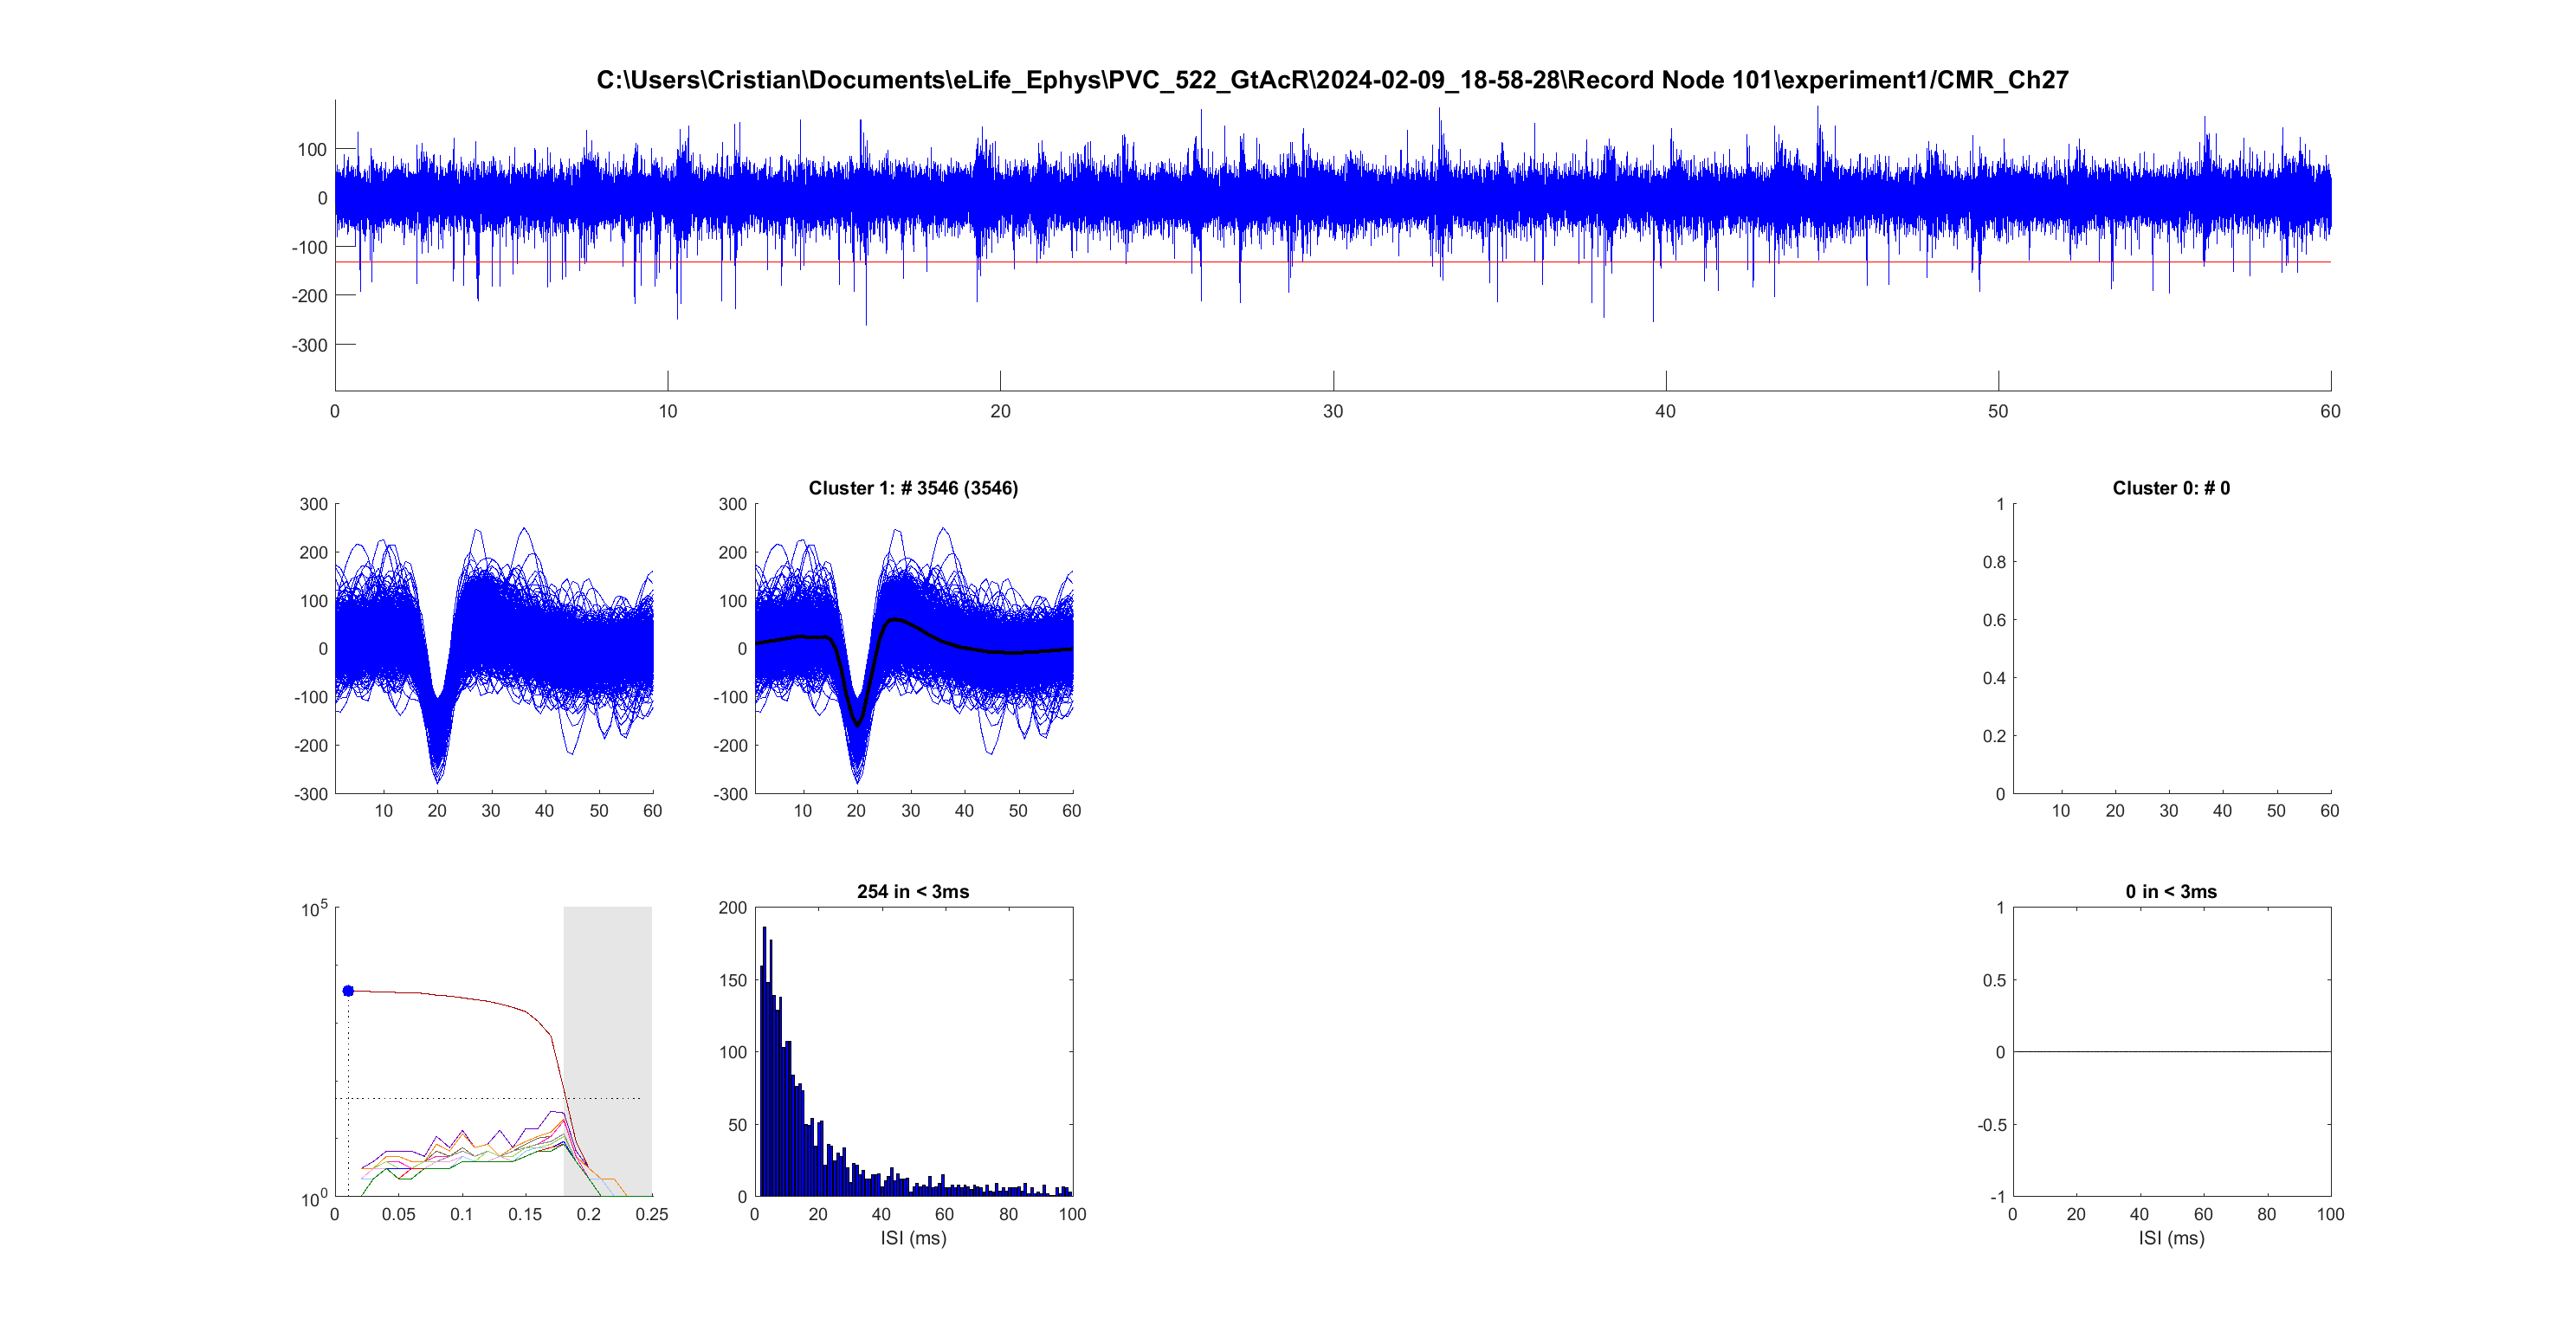 C:\Users\Cristian\Documents\eLife_Ephys\PVC_522_GtAcR\2024-02-09_18-58-28\Record Node 101\experiment1/CMR_Ch27
100
0
-100
-200
-300
0 10 20 30 40 50 60
300
200
100
0
-100
-200
-300
10 20 30 40 50 60
Cluster 1: # 3546 (3546)
300
200
100
0
-100
-200
-300
10 20 30 40 50 60
Cluster 0: # 0
1
0.8
0.6
0.4
0.2
0
10 20 30 40 50 60
10^5
10^0
0 0.05 0.1 0.15 0.2 0.25
254 in < 3ms
200
150
100
50
0
0 20 40 60 80 100
ISI (ms)
0 in < 3ms
1
0.5
0
-0.5
-1
0 20 40 60 80 100
ISI (ms)